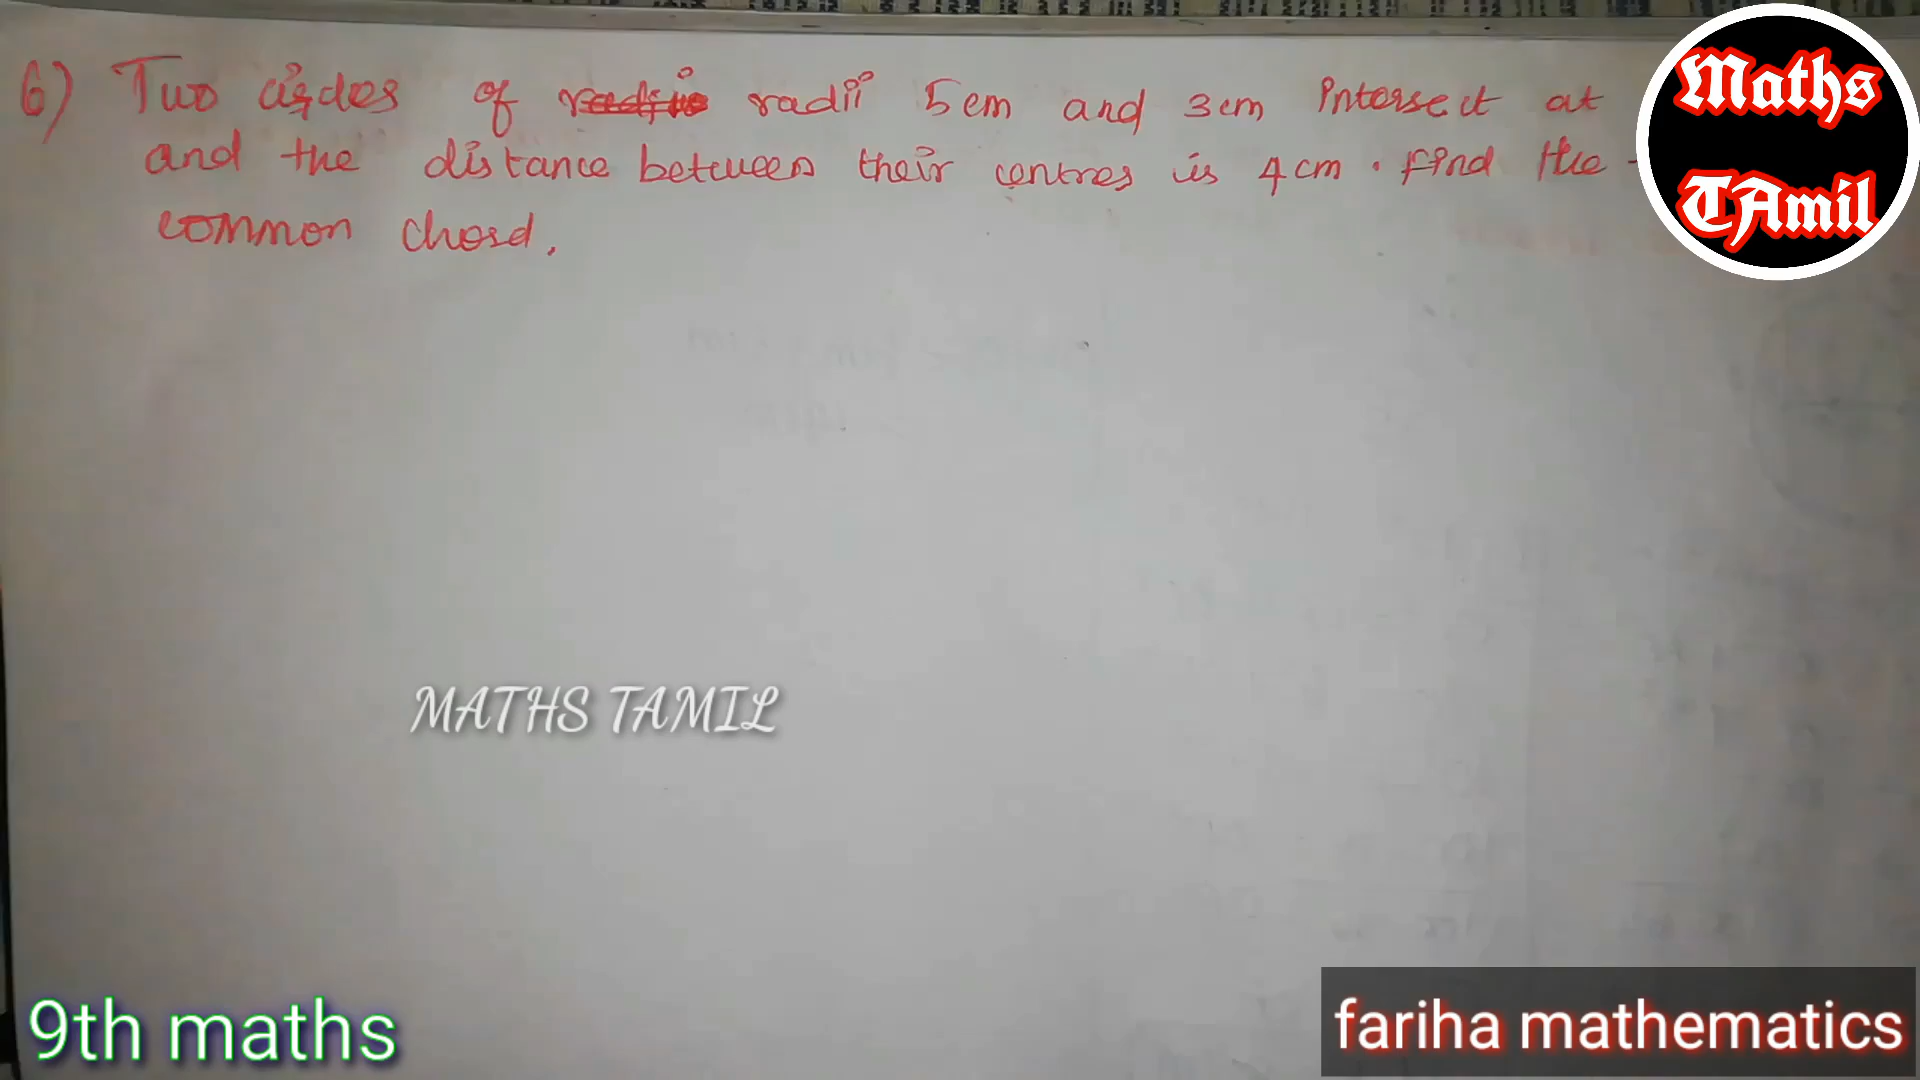 6) Two circles of radii 5cm and 3cm intersect at
and the distance between their centres is 4cm. Find the
common chord.
Maths
TAmil
MATHS TAMIL
9th maths
fariha mathematics